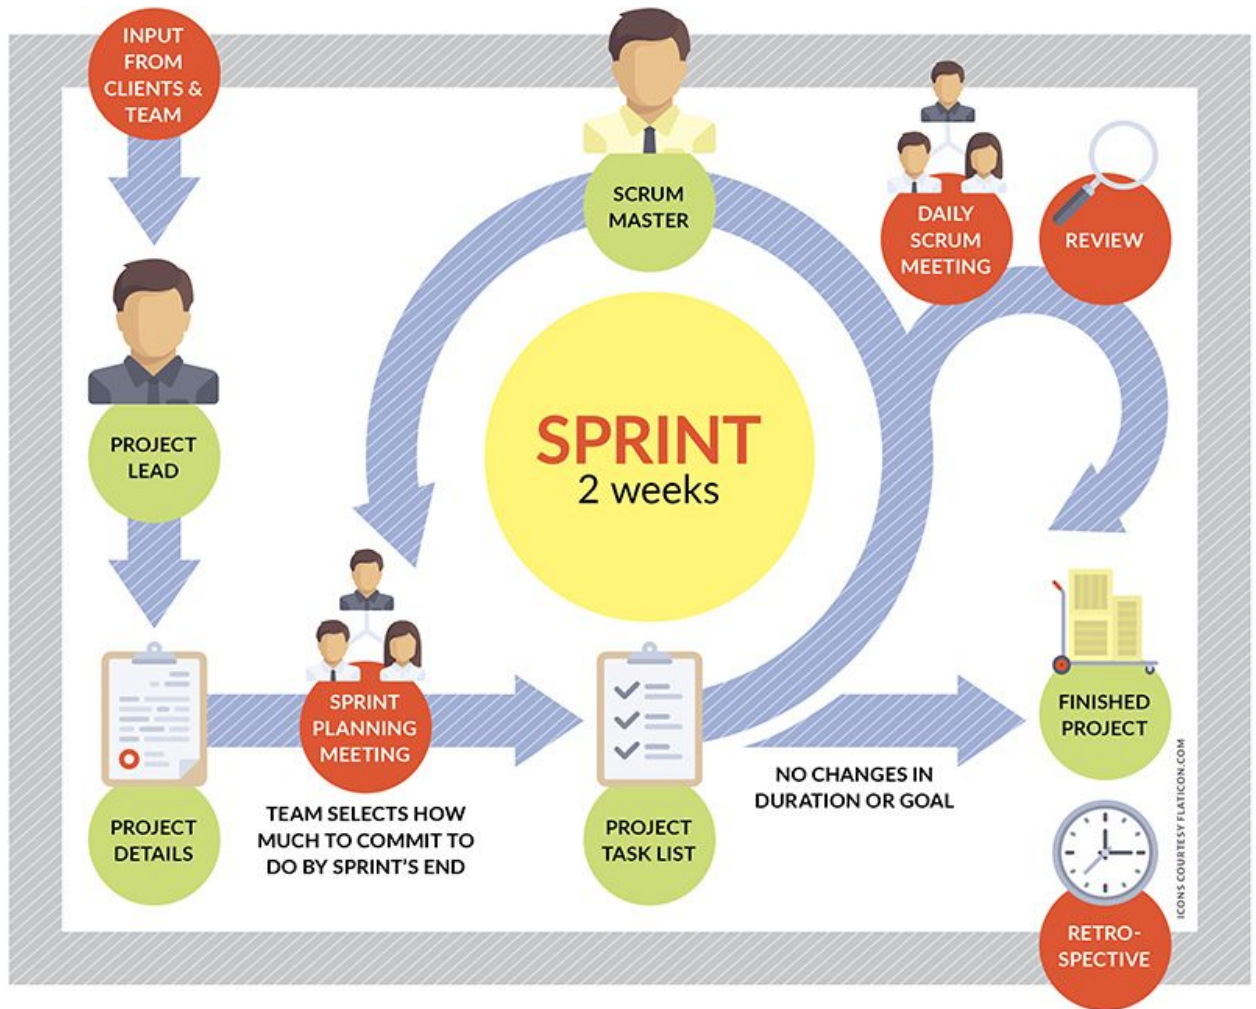 INPUT
FROM
CLIENTS &
TEAM
PROJECT
LEAD
PROJECT
DETAILS
SPRINT
PLANNING
MEETING
TEAM SELECTS HOW
MUCH TO COMMIT TO
DO BY SPRINT'S END
PROJECT
TASK LIST
SCRUM
MASTER
SPRINT
2 weeks
DAILY
SCRUM
MEETING
REVIEW
NO CHANGES IN
DURATION OR GOAL
FINISHED
PROJECT
RETRO-
SPECTIVE
ICONS COURTESY FLATICON.COM